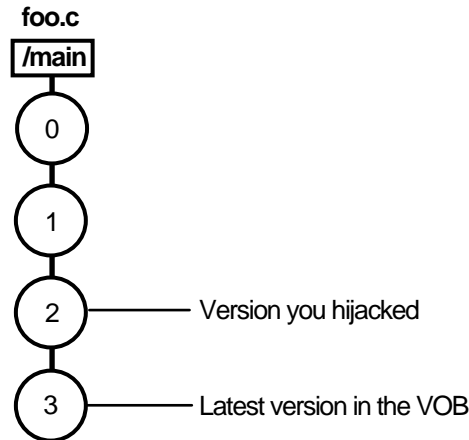 foo.c
/main
0
1
2
Version you hijacked
3
Latest version in the VOB